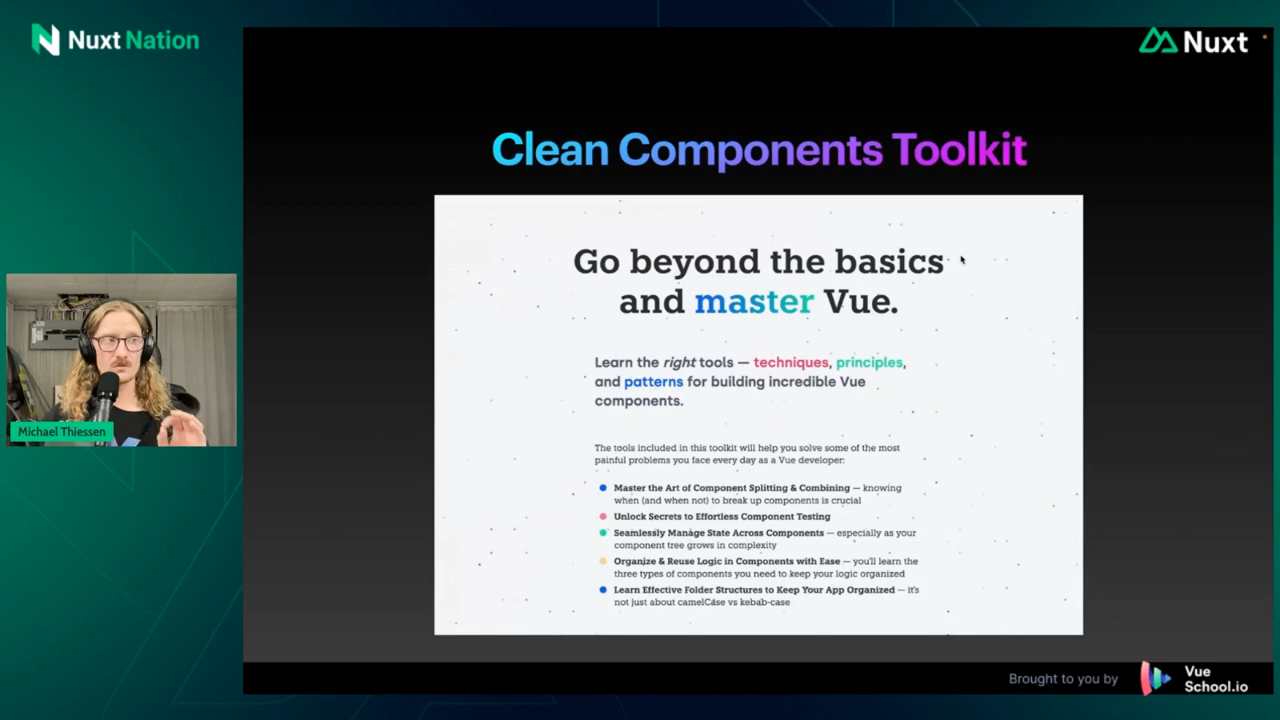 Nuxt Nation
Nuxt
Clean Components Toolkit
Go beyond the basics
and master Vue.
Learn the right tools — techniques, principles,
and patterns for building incredible Vue
components.
The tools included in this toolkit will help you solve some of the most
painful problems you face every day as a Vue developer:
Master the Art of Component Splitting & Combining — knowing
when (and when not) to break up components is crucial
Unlock Secrets to Effortless Component Testing
Seamlessly Manage State Across Components — especially as your
component tree grows in complexity
Organize & Reuse Logic in Components with Ease — you'll learn the
three types of components you need to keep your logic organized
Learn Effective Folder Structures to Keep Your App Organized — it's
not just about camelCase vs kebab-case
Michael Thiessen
Brought to you by
Vue
School.io